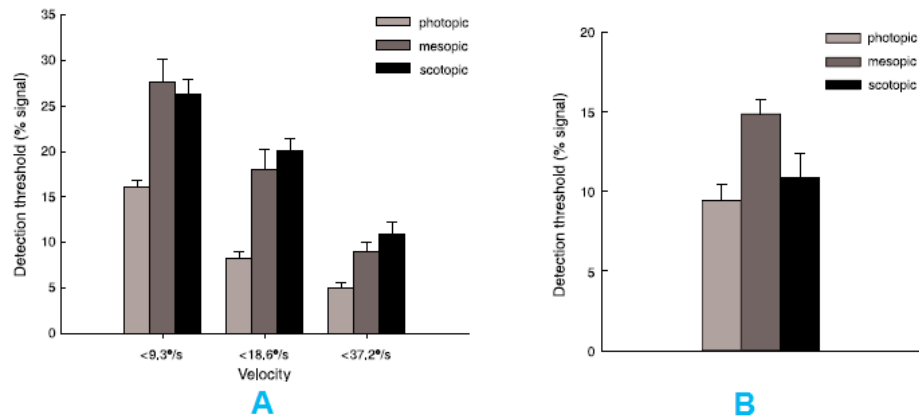 35
30
25
20
15
10
5
0
Detection threshold (% signal)
photopic
mesopic
scotopic
<9,3°/s
<18,6°/s
<37,2°/s
Velocity
A
20
15
10
5
0
Detection threshold (% signal)
photopic
mesopic
scotopic
B